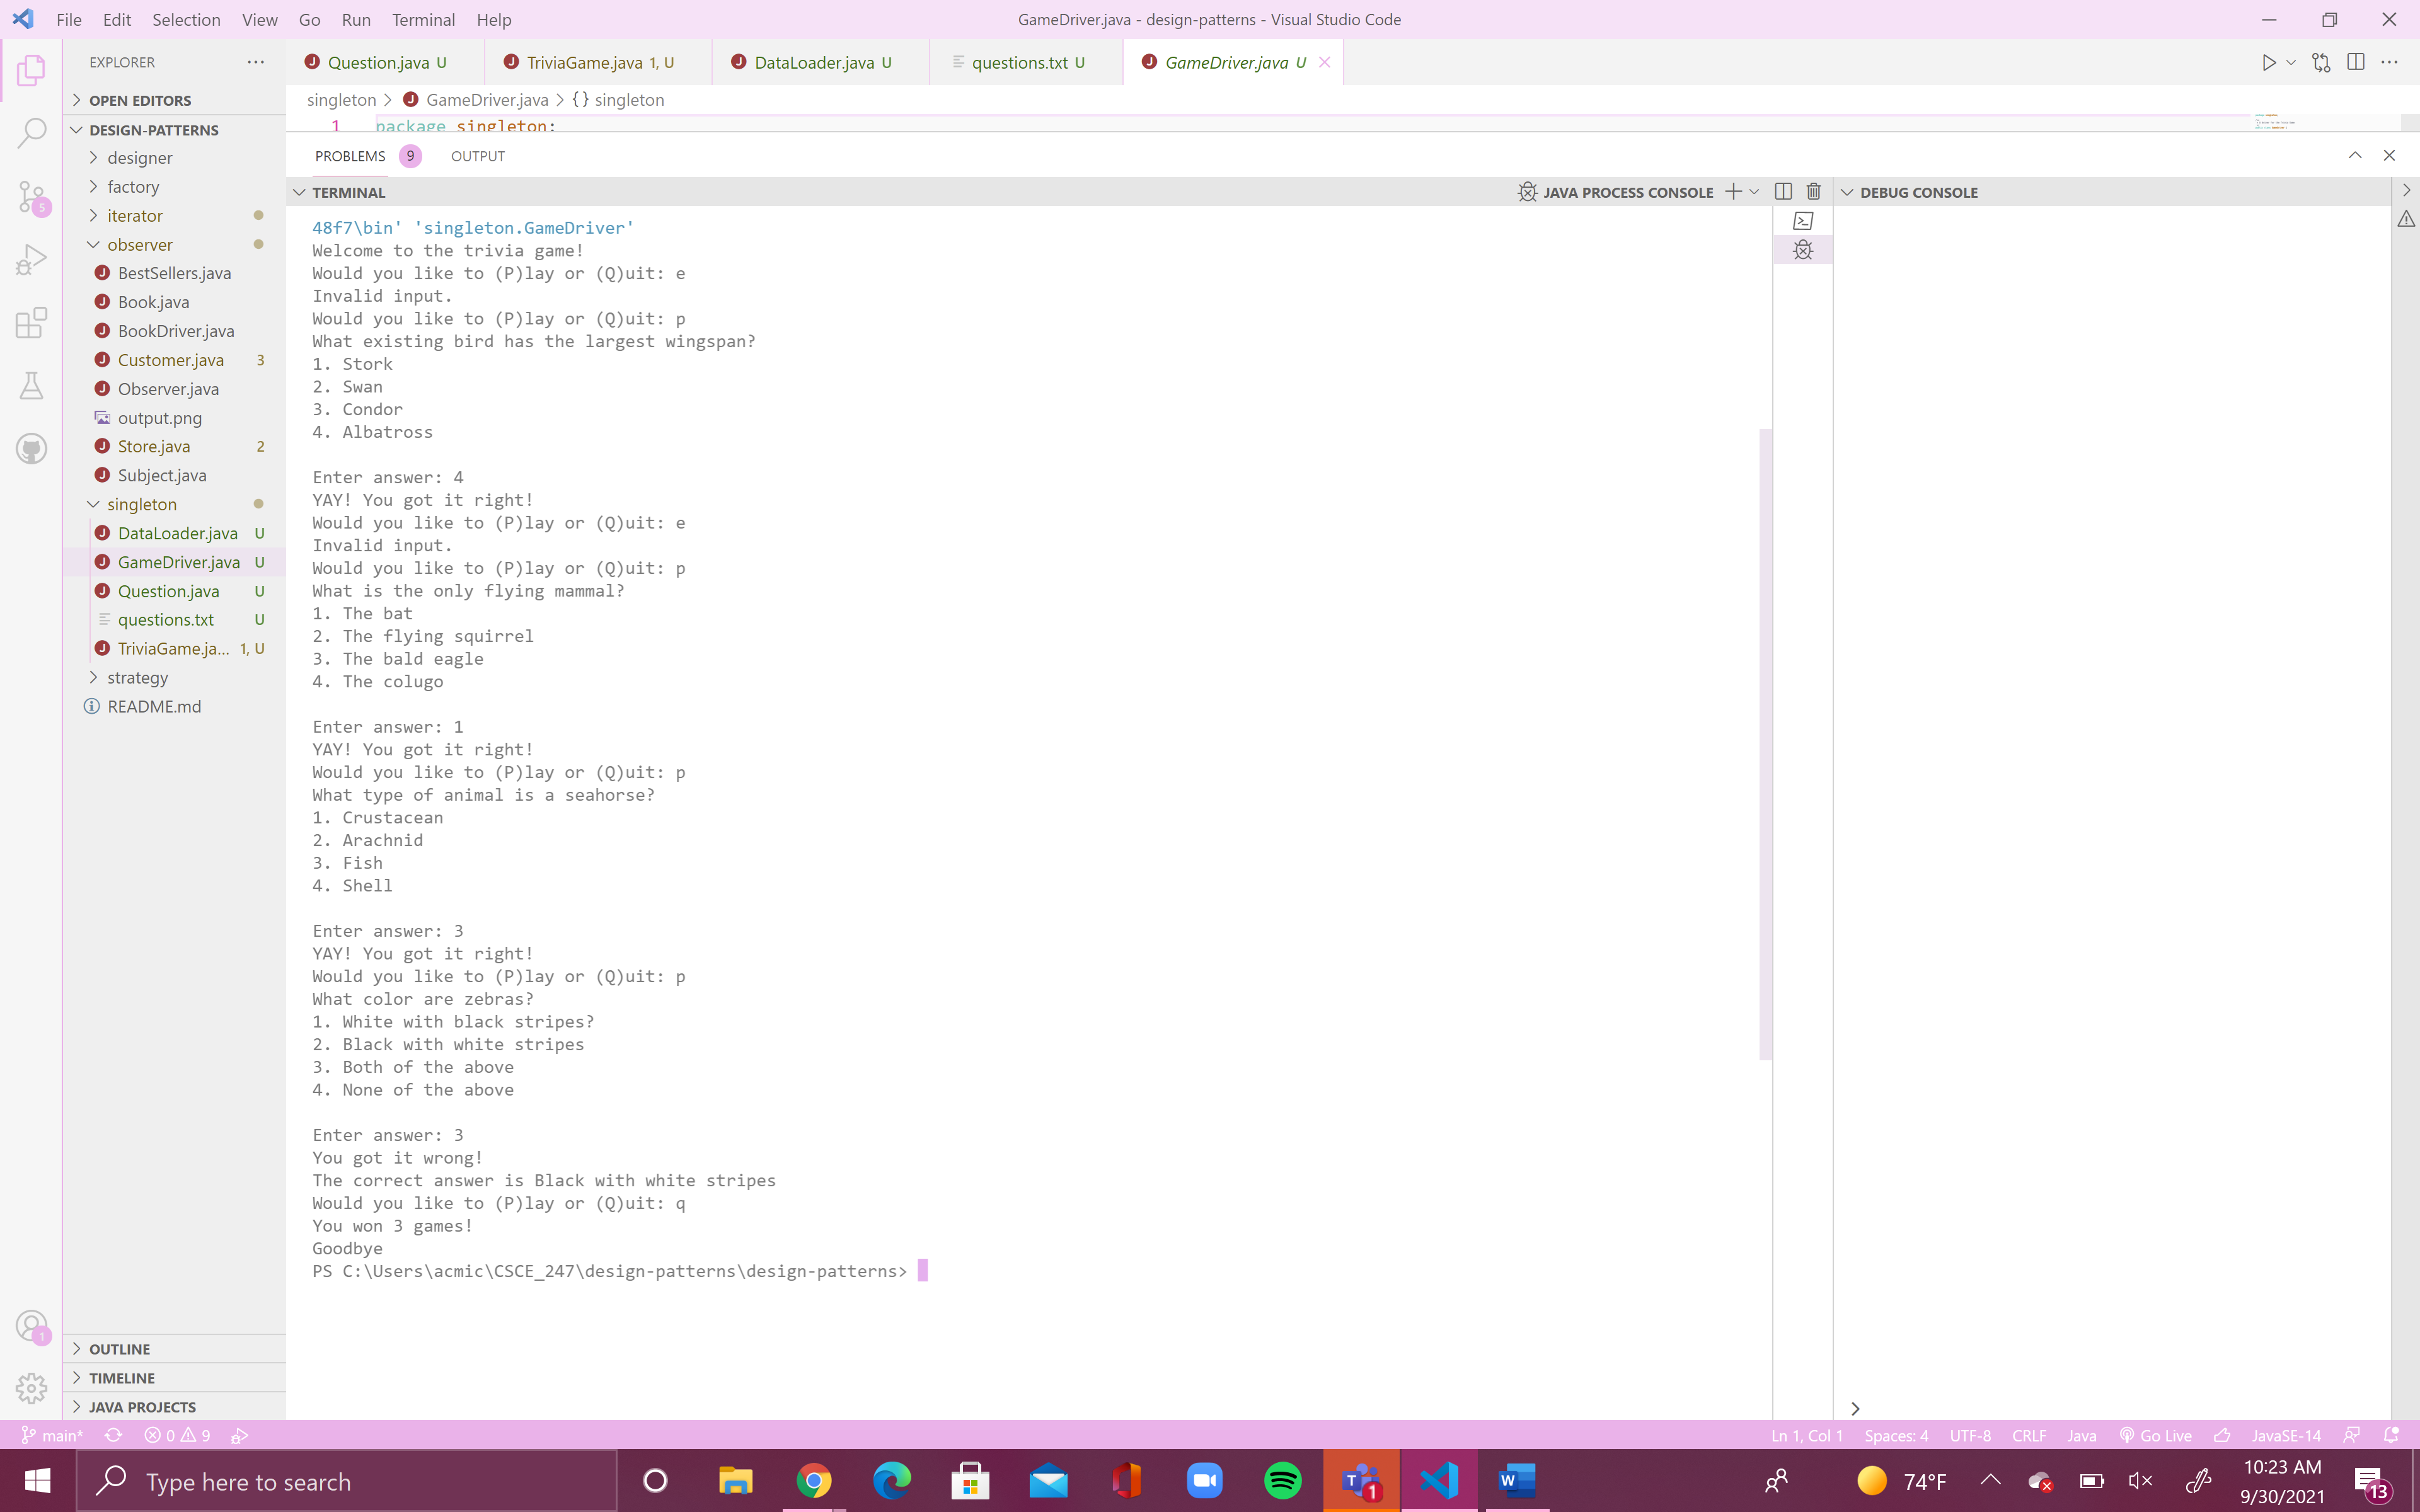 File Edit Selection View Go Run Terminal Help
GameDriver.java - design-patterns - Visual Studio Code
EXPLORER
OPEN EDITORS
DESIGN-PATTERNS
designer
factory
iterator
observer
BestSellers.java
Book.java
BookDriver.java
Customer.java 3
Observer.java
output.png
Store.java 2
Subject.java
singleton
DataLoader.java U
GameDriver.java U
Question.java U
questions.txt U
TriviaGame.ja... 1, U
strategy
README.md
OUTLINE
TIMELINE
JAVA PROJECTS
5
1
Question.java U
TriviaGame.java 1, U
DataLoader.java U
questions.txt U
GameDriver.java U
singleton > GameDriver.java > {} singleton
1 package singleton;
PROBLEMS 9 OUTPUT
TERMINAL
JAVA PROCESS CONSOLE
DEBUG CONSOLE
48f7\bin' 'singleton.GameDriver'
Welcome to the trivia game!
Would you like to (P)lay or (Q)uit: e
Invalid input.
Would you like to (P)lay or (Q)uit: p
What existing bird has the largest wingspan?
1. Stork
2. Swan
3. Condor
4. Albatross
Enter answer: 4
YAY! You got it right!
Would you like to (P)lay or (Q)uit: e
Invalid input.
Would you like to (P)lay or (Q)uit: p
What is the only flying mammal?
1. The bat
2. The flying squirrel
3. The bald eagle
4. The colugo
Enter answer: 1
YAY! You got it right!
Would you like to (P)lay or (Q)uit: p
What type of animal is a seahorse?
1. Crustacean
2. Arachnid
3. Fish
4. Shell
Enter answer: 3
YAY! You got it right!
Would you like to (P)lay or (Q)uit: p
What color are zebras?
1. White with black stripes?
2. Black with white stripes
3. Both of the above
4. None of the above
Enter answer: 3
You got it wrong!
The correct answer is Black with white stripes
Would you like to (P)lay or (Q)uit: q
You won 3 games!
Goodbye
PS C:\Users\acmic\CSCE_247\design-patterns\design-patterns>
main* 0 9
Ln 1, Col 1 Spaces: 4 UTF-8 CRLF Java Go Live JavaSE-14
Type here to search
1
74°F
10:23 AM
9/30/2021
13